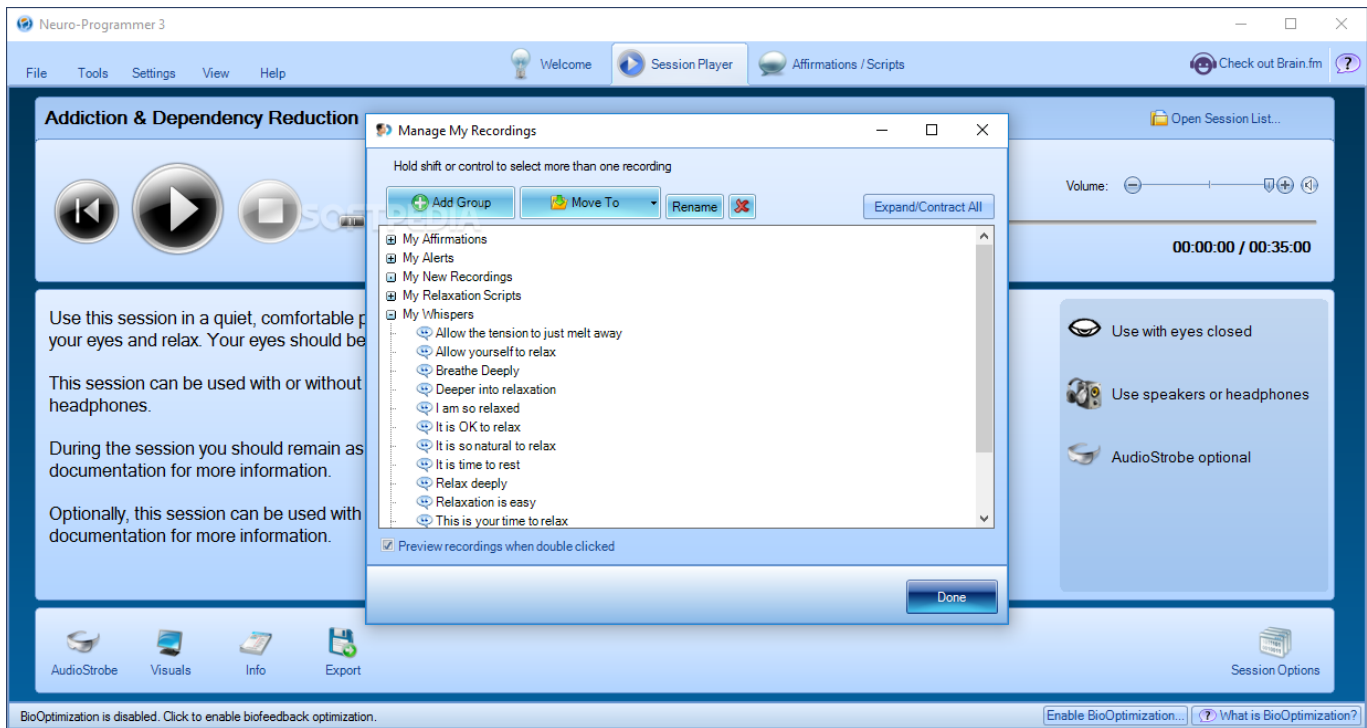 Neuro-Programmer 3
File Tools Settings View Help
Welcome
Session Player
Affirmations / Scripts
Check out Brain.fm
?
Addiction & Dependency Reduction
Open Session List...
Volume:
00:00:00 / 00:35:00
SOFTPEDIA
Manage My Recordings
Hold shift or control to select more than one recording
Add Group
Move To
Rename
Expand/Contract All
My Affirmations
My Alerts
My New Recordings
My Relaxation Scripts
My Whispers
Allow the tension to just melt away
Allow yourself to relax
Breathe Deeply
Deeper into relaxation
I am so relaxed
It is OK to relax
It is so natural to relax
It is time to rest
Relax deeply
Relaxation is easy
This is your time to relax
Preview recordings when double clicked
Done
Use this session in a quiet, comfortable p
your eyes and relax. Your eyes should be
This session can be used with or without
headphones.
During the session you should remain as
documentation for more information.
Optionally, this session can be used with
documentation for more information.
Use with eyes closed
Use speakers or headphones
AudioStrobe optional
AudioStrobe
Visuals
Info
Export
Session Options
BioOptimization is disabled. Click to enable biofeedback optimization.
Enable BioOptimization...
? What is BioOptimization?